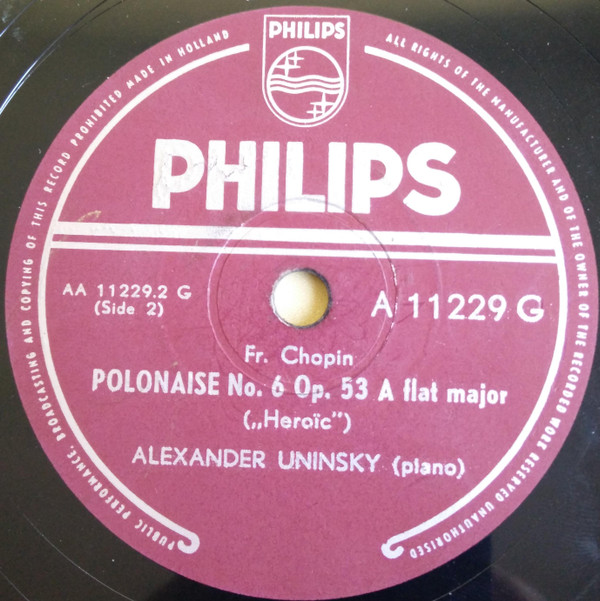 PHILIPS
PHILIPS
PUBLIC PERFORMANCE, BROADCASTING AND COPYING OF THIS RECORD PROHIBITED MADE IN HOLLAND
ALL RIGHTS OF THE MANUFACTURER AND OF THE OWNER OF THE RECORDED WORK RESERVED UNAUTHORISED
AA 11229.2 G
(Side 2)
A 11229 G
Fr. Chopin
POLONAISE No. 6 Op. 53 A flat major
(„Heroïc")
ALEXANDER UNINSKY (piano)